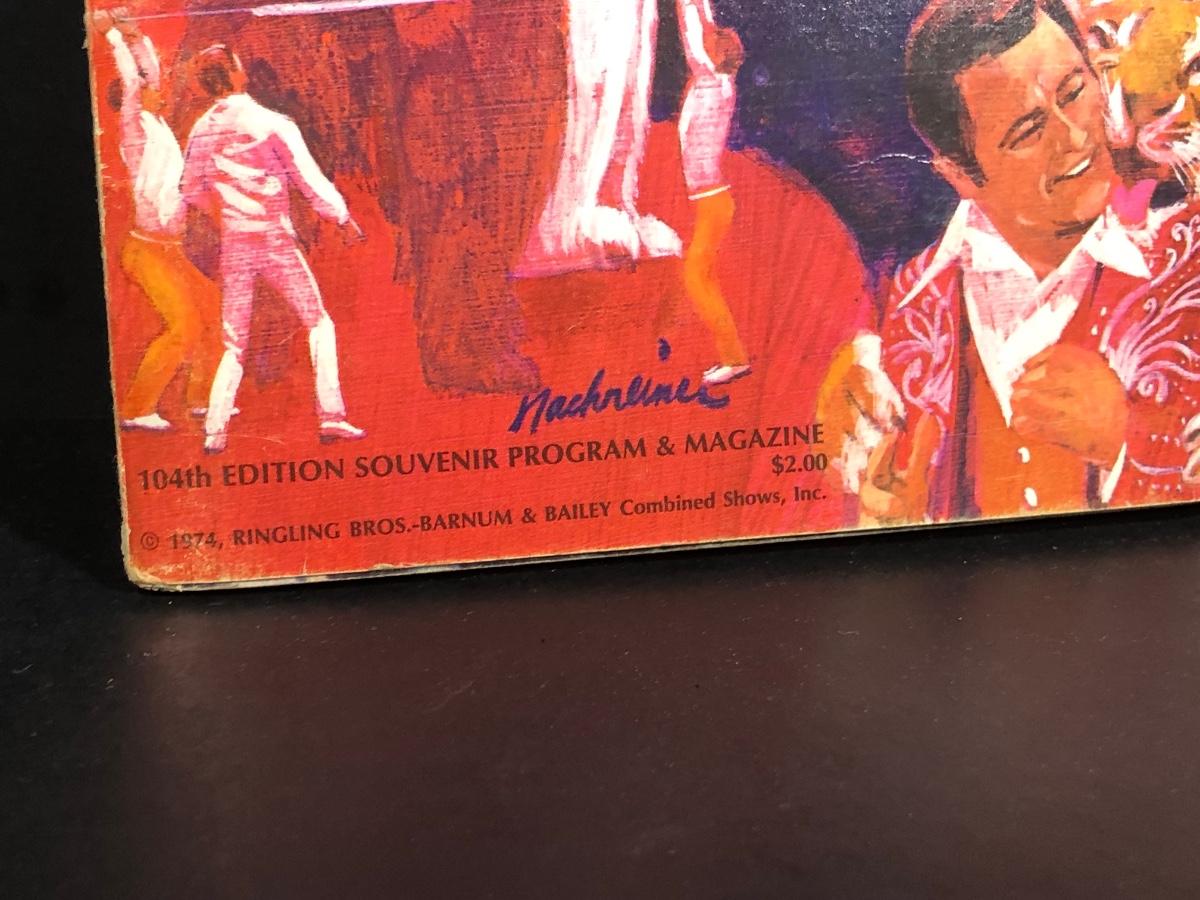 Nachreiner
104th EDITION SOUVENIR PROGRAM & MAGAZINE
$2.00
© 1974, RINGLING BROS.-BARNUM & BAILEY Combined Shows, Inc.